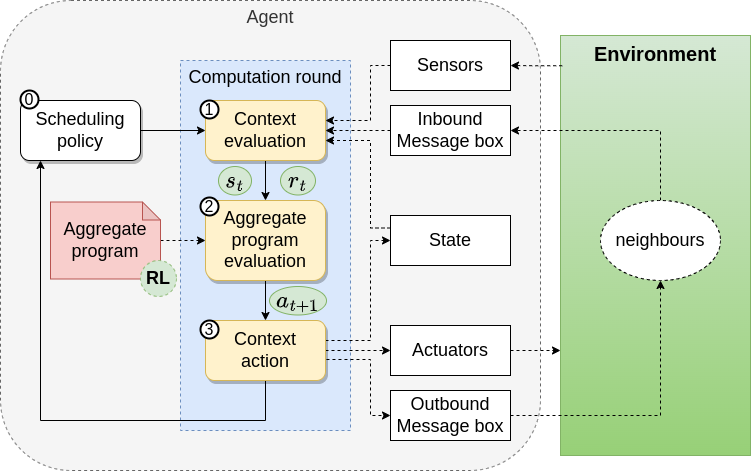 Agent
Computation round
0
Scheduling
policy
1
Context
evaluation
s_t
r_t
2
Aggregate
program
evaluation
Aggregate
program
RL
a_{t+1}
3
Context
action
Sensors
Inbound
Message box
State
Actuators
Outbound
Message box
Environment
neighbours